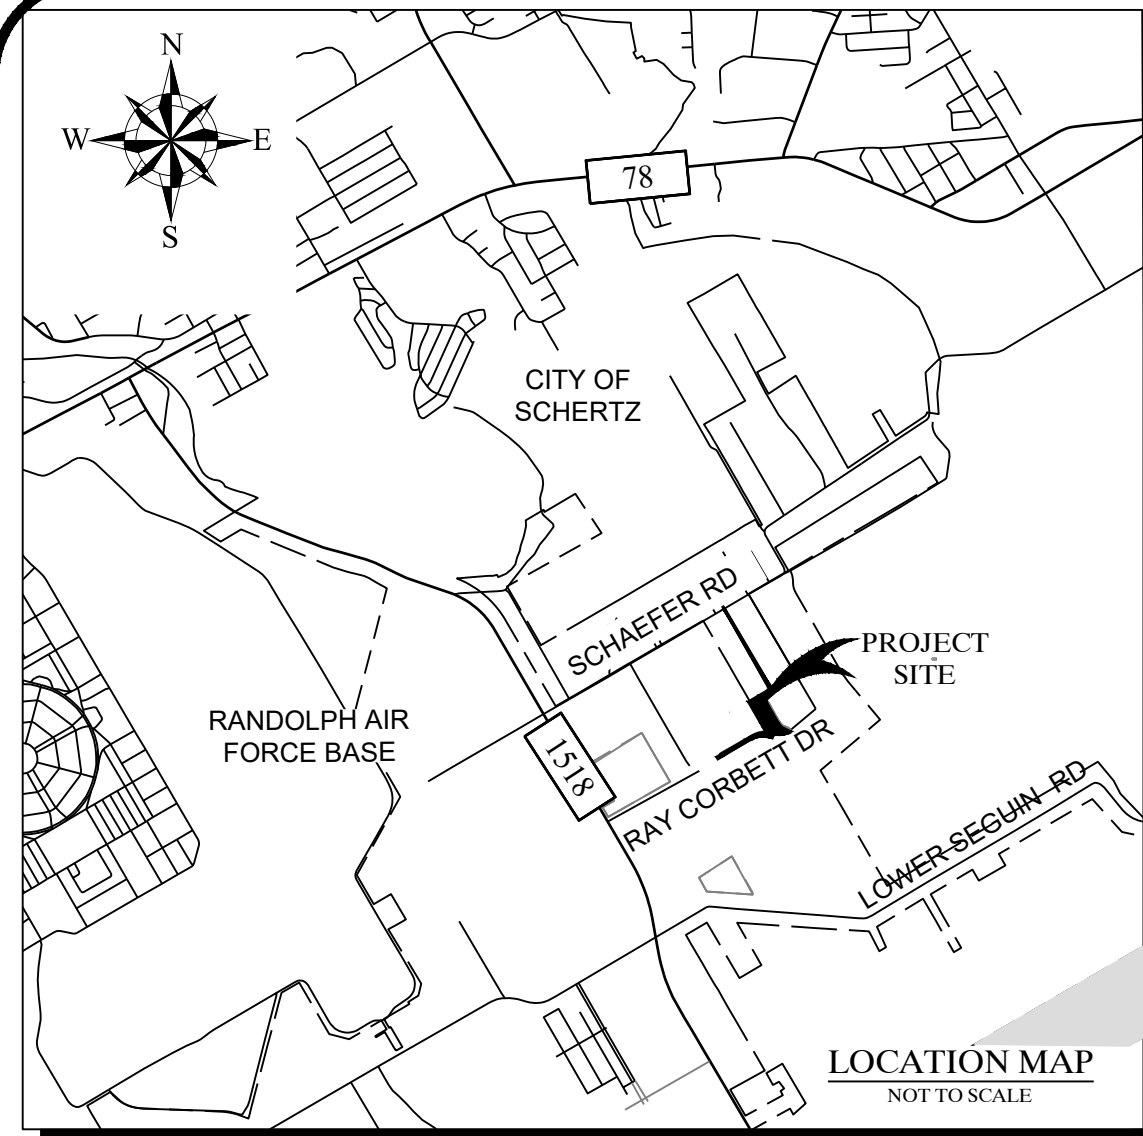 N
W E
S
78
CITY OF
SCHERTZ
SCHAEFER RD
PROJECT
SITE
RANDOLPH AIR
FORCE BASE
1518
RAY CORBETT DR
LOWER SEGUIN RD
LOCATION MAP
NOT TO SCALE